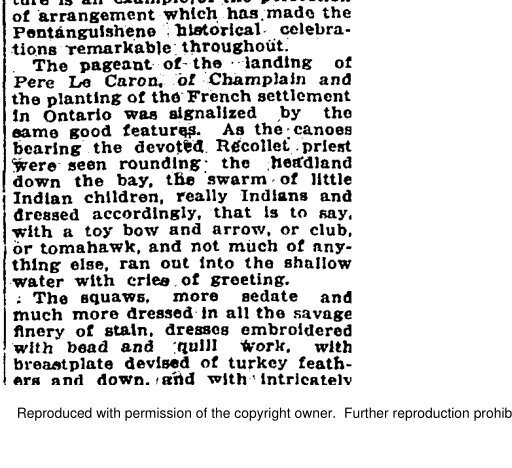 of arrangement which has made the
Pentanguishene historical celebra-
tions remarkable throughout.
The pageant of the landing of
Pere Le Caron, of Champlain and
the planting of the French settlement
in Ontario was signalized by the
same good features. As the canoes
bearing the devoted Recollet priest
were seen rounding the headland
down the bay, the swarm of little
Indian children, really Indians and
dressed accordingly, that is to say,
with a toy bow and arrow, or club,
or tomahawk, and not much of any-
thing else, ran out into the shallow
water with cries of greeting.
The squaws, more sedate and
much more dressed in all the savage
finery of stain, dresses embroidered
with bead and quill work, with
breastplate devised of turkey feath-
ers and down, and with intricately
Reproduced with permission of the copyright owner. Further reproduction prohib